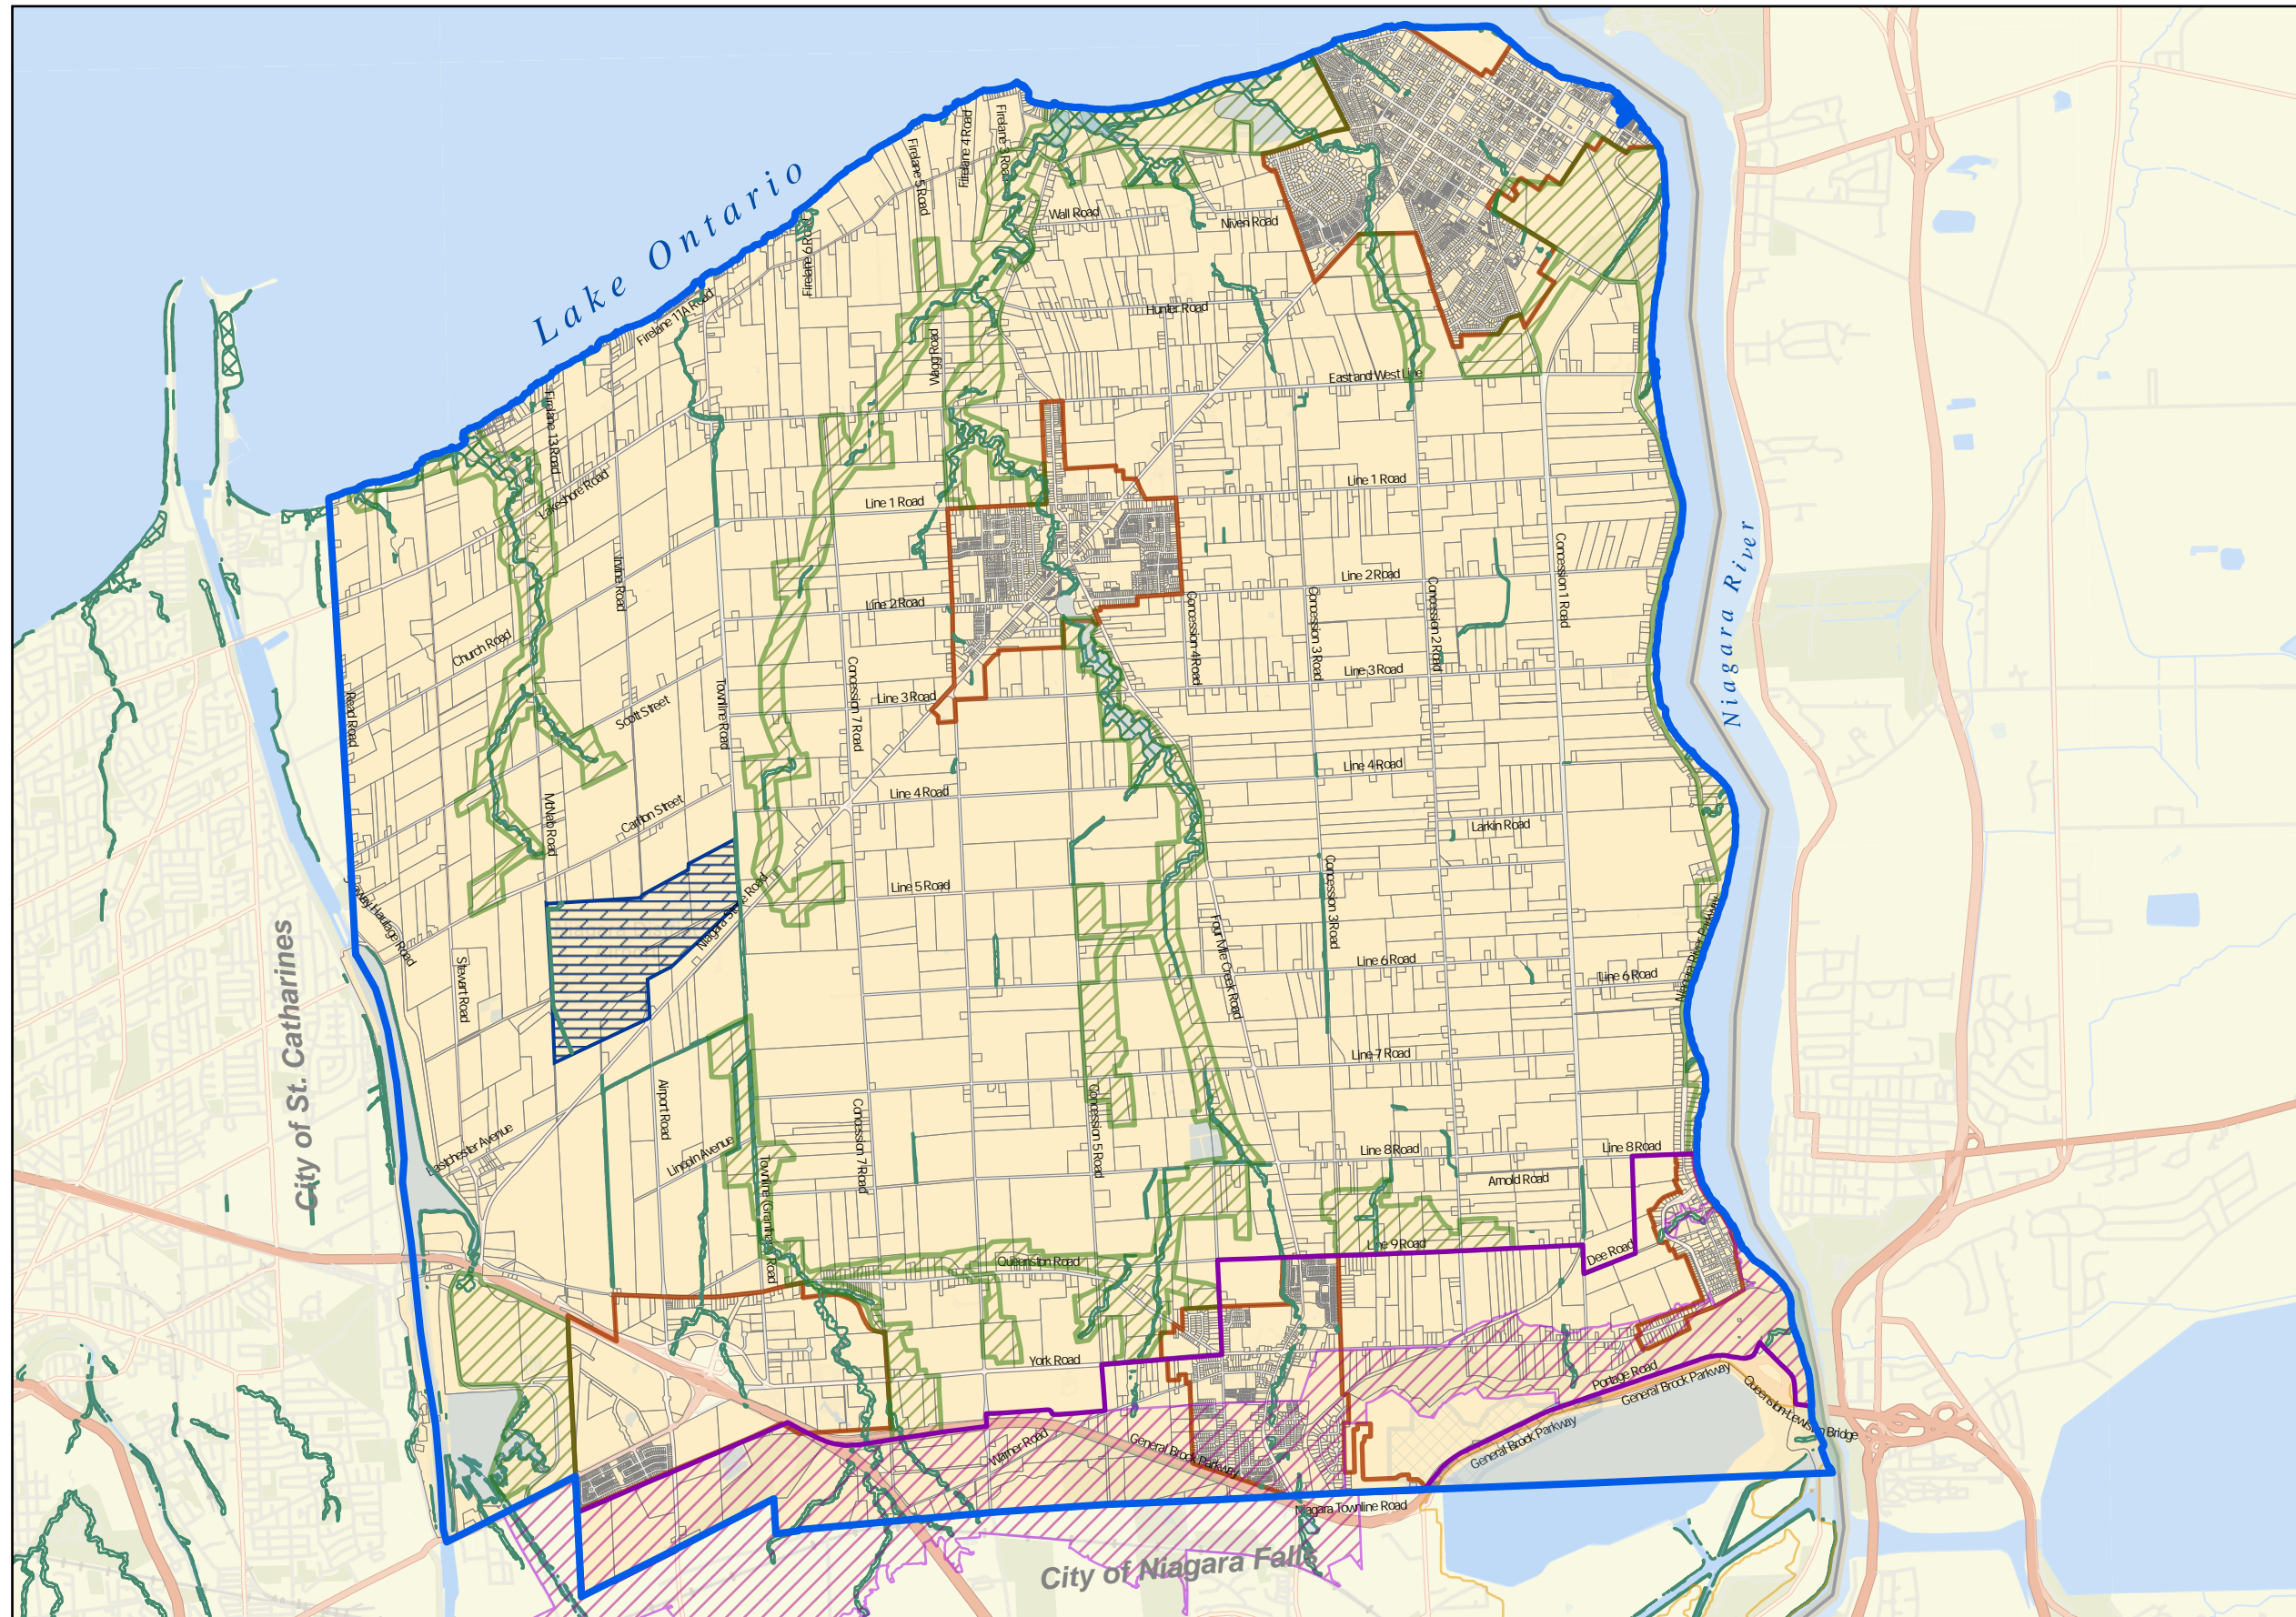 Lake Ontario
Niagara River
City of St. Catharines
City of Niagara Falls
Firelane 3 Road
Firelane 4 Road
Firelane 5 Road
Firelane 6 Road
Firelane 11A Road
Firelane 13 Road
Lakeshore Road
Wall Road
Niven Road
Hunter Road
Wagg Road
East and West Line
Line 1 Road
Line 1 Road
Irvine Road
Concession 1 Road
Line 2 Road
Line 2 Road
Concession 2 Road
Concession 3 Road
Concession 4 Road
Church Road
Read Road
Scott Street
Townline Road
Concession 7 Road
Line 3 Road
Line 3 Road
McNab Road
Carlton Street
Line 4 Road
Line 4 Road
Larkin Road
Line 5 Road
Niagara Stone Road
Concession 3 Road
Four Mile Creek Road
Niagara River Parkway
Stewart Road
Line 6 Road
Line 6 Road
Line 7 Road
Airport Road
Concession 7 Road
Concession 5 Road
Eastchester Avenue
Lincoln Avenue
Line 8 Road
Line 8 Road
Arnold Road
Line 9 Road
Dee Road
Queenston Road
York Road
Warner Road
General Brock Parkway
General Brock Parkway
General Brock Parkway
Portage Road
Queenston-Lewiston Bridge
Niagara Townline Road